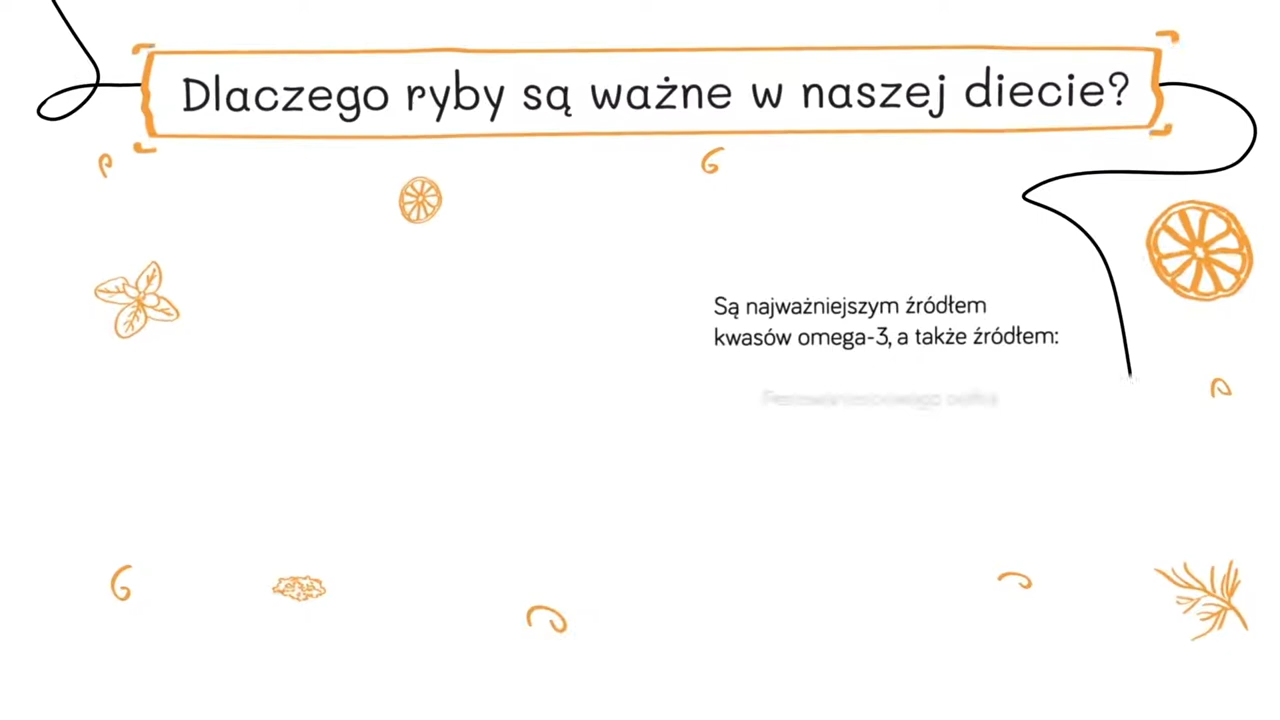 Dlaczego ryby są ważne w naszej diecie?
Są najważniejszym źródłem
kwasów omega-3, a także źródłem: